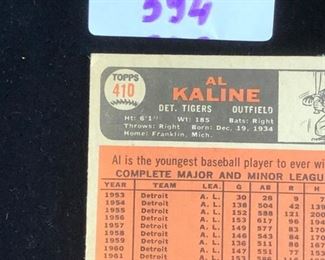 594
TOPPS
410
AL
KALINE
DET. TIGERS OUTFIELD
Ht: 6'1" Wt: 185 Bats: Right
Throws: Right Born: Dec. 19, 1934
Home: Franklin, Mich.
Al is the youngest baseball player to ever wi
COMPLETE MAJOR AND MINOR LEAGU
YEAR TEAM LEA. G AB R H
1953 Detroit A. L. 30 28 9
1954 Detroit A. L. 138 504 42 139
1955 Detroit A. L. 152 588 121 200
1956 Detroit A. L. 153 617 96
1957 Detroit A. L. 149 577 83
1958 Detroit A. L. 146 543 84
1959 Detroit A. L. 136 511 86
1960 Detroit A. L. 147 551 77
1961 Detroit A. L. 153